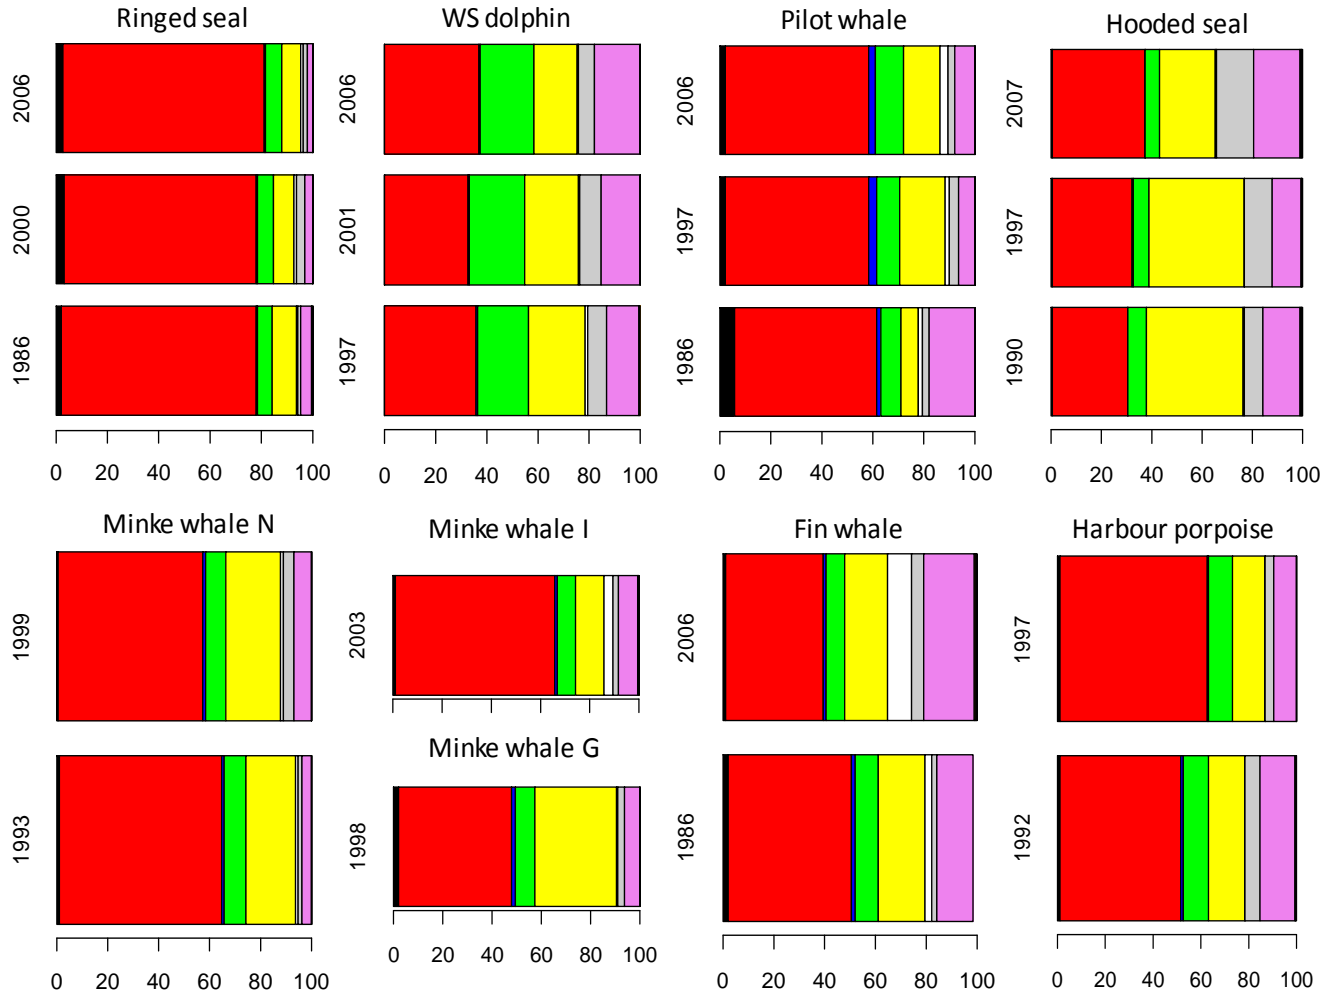 Ringed seal
2006
2000
1986
0 20 40 60 80 100
WS dolphin
2006
2001
1997
0 20 40 60 80 100
Pilot whale
2006
1997
1986
0 20 40 60 80 100
Hooded seal
2007
1997
1990
0 20 40 60 80 100
Minke whale N
1999
1993
0 20 40 60 80 100
Minke whale I
2003
Minke whale G
1998
0 20 40 60 80 100
Fin whale
2006
1986
0 20 40 60 80 100
Harbour porpoise
1997
1992
0 20 40 60 80 100